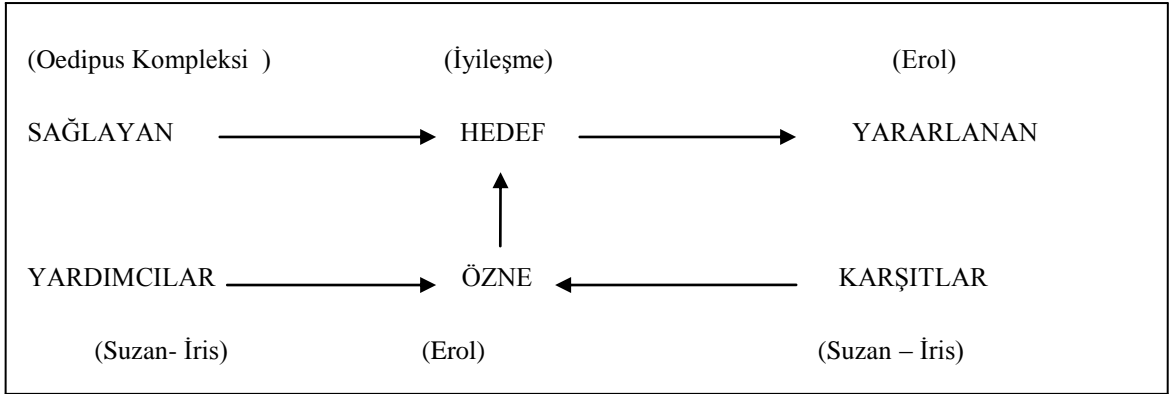 (Oedipus Kompleksi ) (İyileşme) (Erol)
SAĞLAYAN HEDEF YARARLANAN
YARDIMCILAR ÖZNE KARŞITLAR
(Suzan- İris) (Erol) (Suzan – İris)